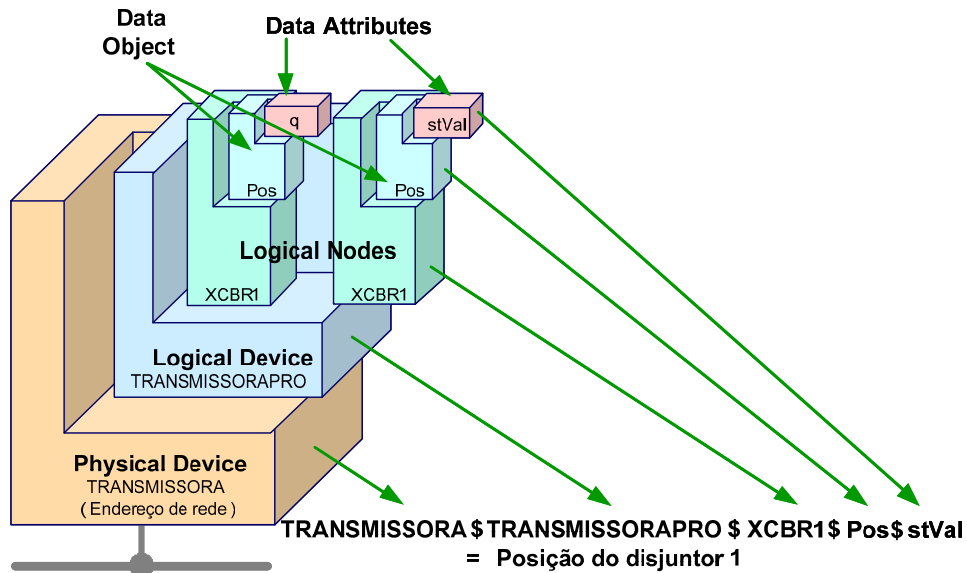 Data
Object
Data Attributes
q
stVal
Pos
Pos
Logical Nodes
XCBR1
XCBR1
Logical Device
TRANSMISSORAPRO
Physical Device
TRANSMISSORA
( Endereço de rede )
TRANSMISSORA $ TRANSMISSORAPRO $ XCBR1 $ Pos $ stVal
= Posição do disjuntor 1